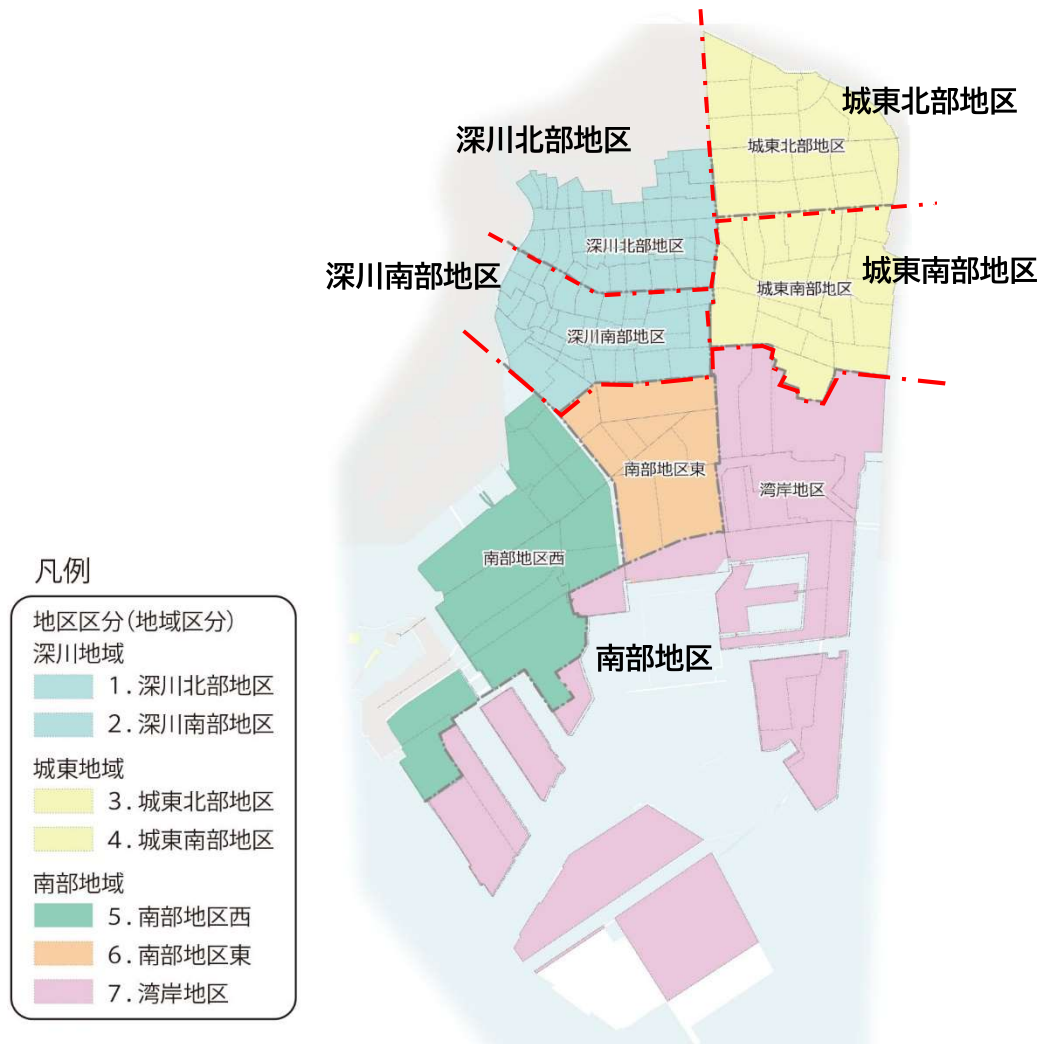 城東北部地区
深川北部地区
城東北部地区
深川北部地区
城東南部地区
深川南部地区
城東南部地区
深川南部地区
南部地区東
湾岸地区
南部地区西
南部地区
凡例
地区区分(地域区分)
深川地域
1.深川北部地区
2.深川南部地区
城東地域
3.城東北部地区
4.城東南部地区
南部地域
5.南部地区西
6.南部地区東
7.湾岸地区